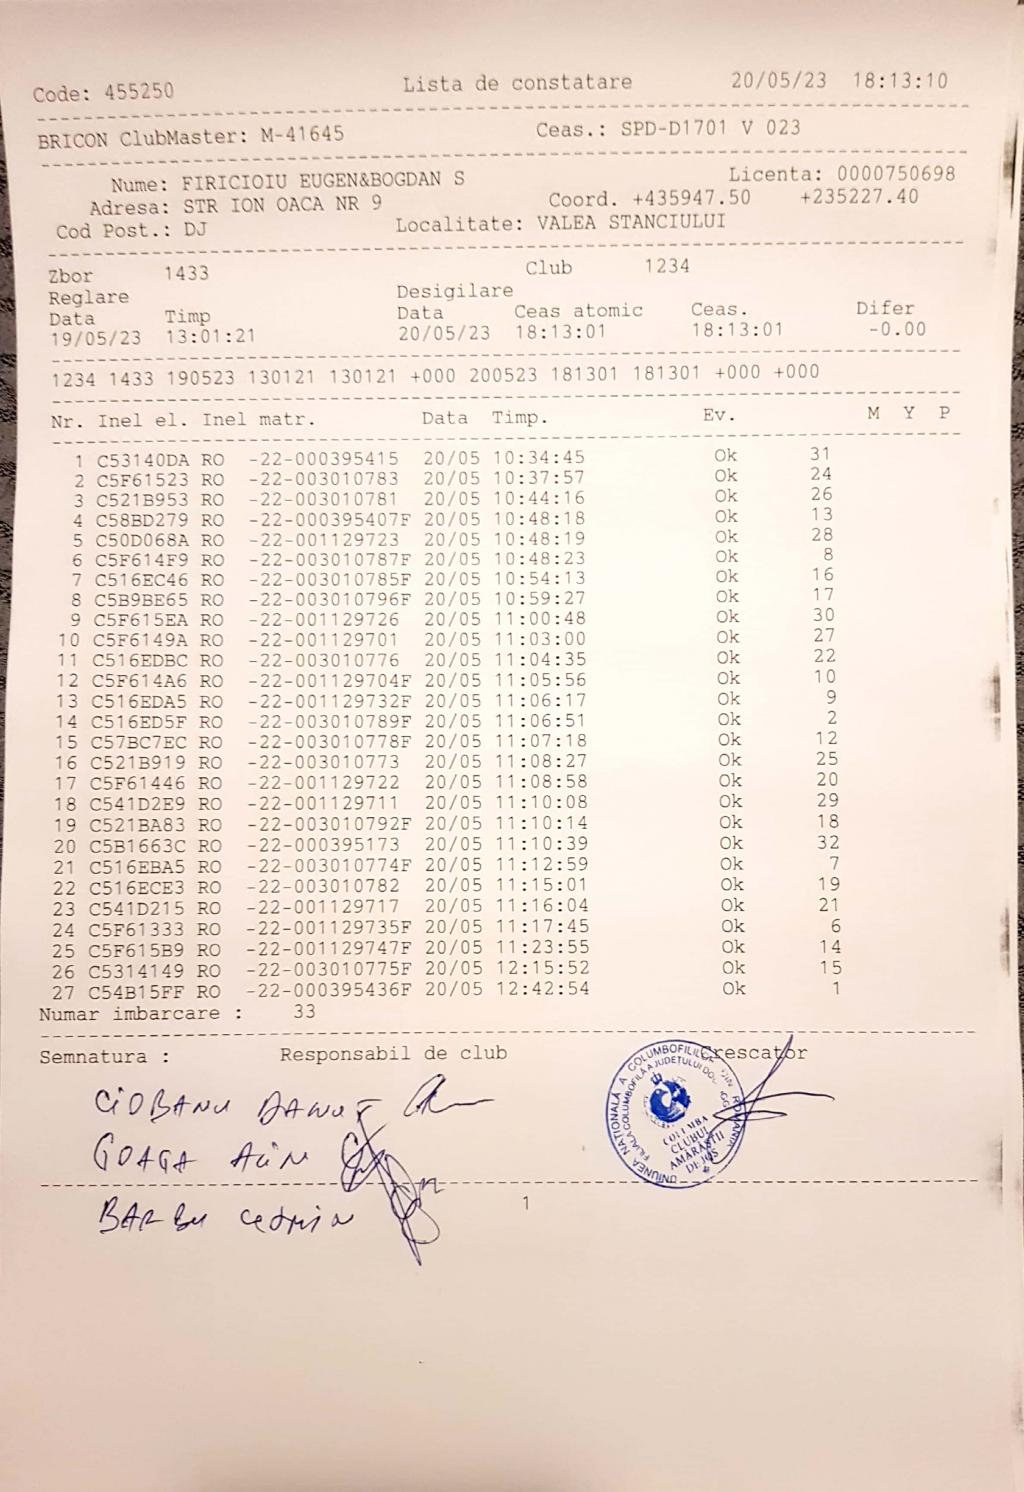 Code: 455250 Lista de constatare 20/05/23 18:13:10
BRICON ClubMaster: M-41645 Ceas.: SPD-D1701 V 023
Nume: FIRICIOIU EUGEN&BOGDAN S Licenta: 0000750698
Adresa: STR ION OACA NR 9 Coord. +435947.50 +235227.40
Cod Post.: DJ Localitate: VALEA STANCIULUI
Zbor 1433 Club 1234
Reglare Desigilare
Data Timp Data Ceas atomic Ceas. Difer
19/05/23 13:01:21 20/05/23 18:13:01 18:13:01 -0.00
1234 1433 190523 130121 130121 +000 200523 181301 181301 +000 +000
Nr. Inel el. Inel matr. Data Timp. Ev. M Y P
1 C53140DA RO -22-000395415 20/05 10:34:45 Ok 31
2 C5F61523 RO -22-003010783 20/05 10:37:57 Ok 24
3 C521B953 RO -22-003010781 20/05 10:44:16 Ok 26
4 C58BD279 RO -22-000395407F 20/05 10:48:18 Ok 13
5 C50D068A RO -22-001129723 20/05 10:48:19 Ok 28
6 C5F614F9 RO -22-003010787F 20/05 10:48:23 Ok 8
7 C516EC46 RO -22-003010785F 20/05 10:54:13 Ok 16
8 C5B9BE65 RO -22-003010796F 20/05 10:59:27 Ok 17
9 C5F615EA RO -22-001129726 20/05 11:00:48 Ok 30
10 C5F6149A RO -22-001129701 20/05 11:03:00 Ok 27
11 C516EDBC RO -22-003010776 20/05 11:04:35 Ok 22
12 C5F614A6 RO -22-001129704F 20/05 11:05:56 Ok 10
13 C516EDA5 RO -22-001129732F 20/05 11:06:17 Ok 9
14 C516ED5F RO -22-003010789F 20/05 11:06:51 Ok 2
15 C57BC7EC RO -22-003010778F 20/05 11:07:18 Ok 12
16 C521B919 RO -22-003010773 20/05 11:08:27 Ok 25
17 C5F61446 RO -22-001129722 20/05 11:08:58 Ok 20
18 C541D2E9 RO -22-001129711 20/05 11:10:08 Ok 29
19 C521BA83 RO -22-003010792F 20/05 11:10:14 Ok 18
20 C5B1663C RO -22-000395173 20/05 11:10:39 Ok 32
21 C516EBA5 RO -22-003010774F 20/05 11:12:59 Ok 7
22 C516ECE3 RO -22-003010782 20/05 11:15:01 Ok 19
23 C541D215 RO -22-001129717 20/05 11:16:04 Ok 21
24 C5F61333 RO -22-001129735F 20/05 11:17:45 Ok 6
25 C5F615B9 RO -22-001129747F 20/05 11:23:55 Ok 14
26 C5314149 RO -22-003010775F 20/05 12:15:52 Ok 15
27 C54B15FF RO -22-000395436F 20/05 12:42:54 Ok 1
Numar imbarcare : 33
Semnatura : Responsabil de club Crescator
CIOBANU DANUT
GOAGA ALIN
BARBU
UNIUNEA NAȚIONALĂ A COLUMBOFILILOR DIN ROMÂNIA
FILIALA COLUMBOFILĂ A JUDEȚULUI
COLUMBA
CLUBUL
AMĂRĂȘTII
DE JOS
1